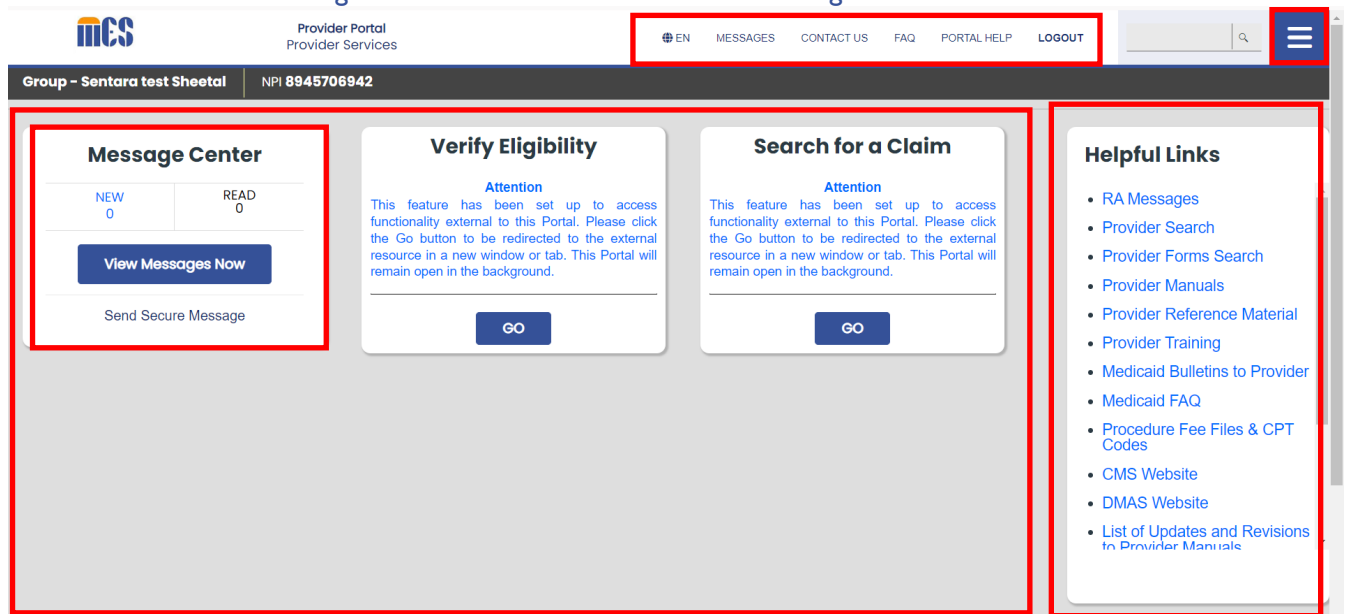 mES
Provider Portal
Provider Services
EN MESSAGES CONTACT US FAQ PORTAL HELP LOGOUT
Group - Sentara test Sheetal NPI 8945706942
Message Center
NEW READ
0 0
View Messages Now
Send Secure Message
Verify Eligibility
Attention
This feature has been set up to access
functionality external to this Portal. Please click
the Go button to be redirected to the external
resource in a new window or tab. This Portal will
remain open in the background.
GO
Search for a Claim
Attention
This feature has been set up to access
functionality external to this Portal. Please click
the Go button to be redirected to the external
resource in a new window or tab. This Portal will
remain open in the background.
GO
Helpful Links
• RA Messages
• Provider Search
• Provider Forms Search
• Provider Manuals
• Provider Reference Material
• Provider Training
• Medicaid Bulletins to Provider
• Medicaid FAQ
• Procedure Fee Files & CPT
Codes
• CMS Website
• DMAS Website
• List of Updates and Revisions
to Provider Manuals